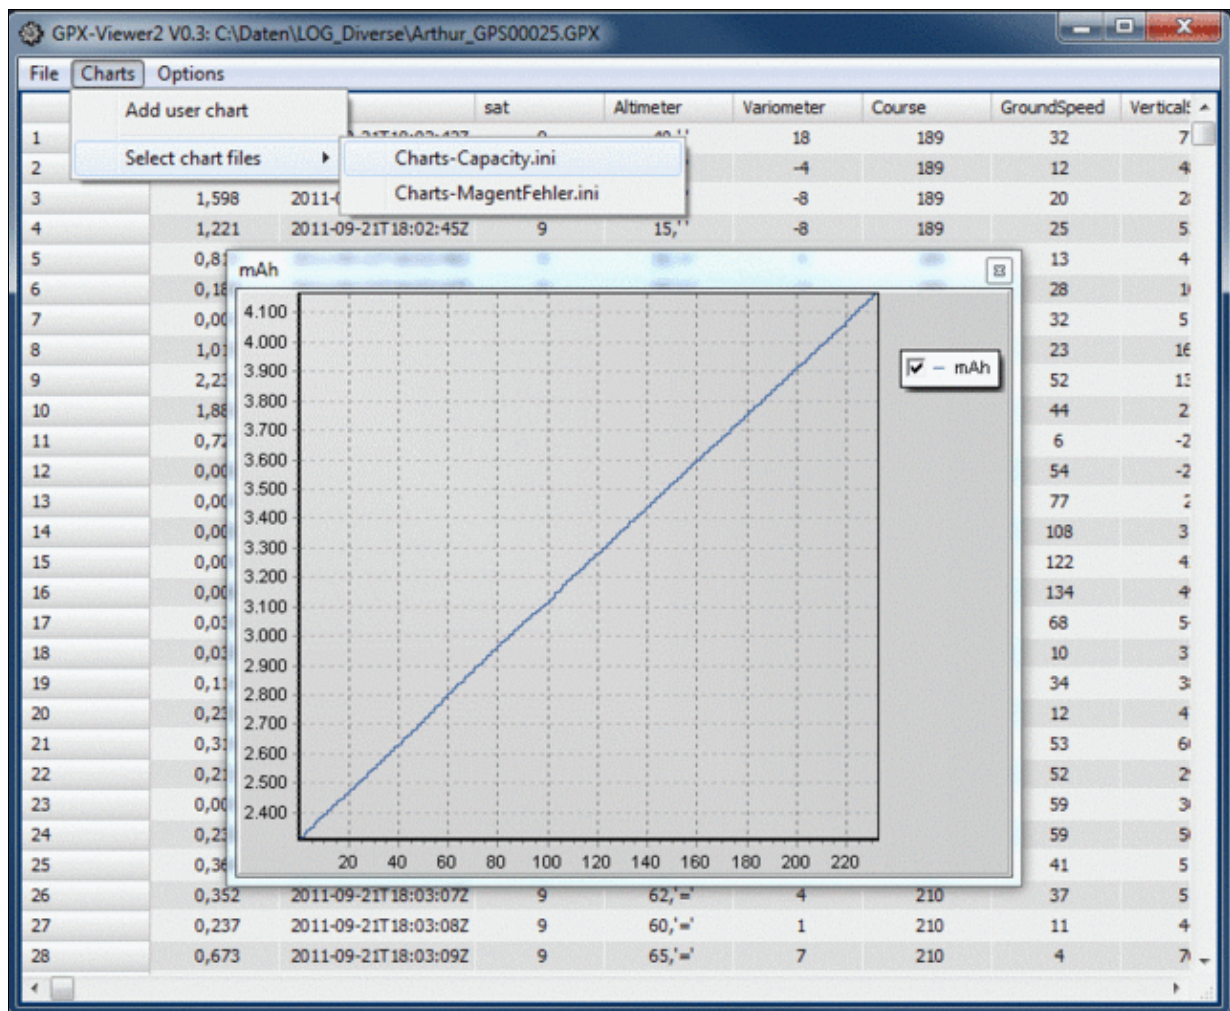 GPX-Viewer2 V0.3: C:\Daten\LOG_Diverse\Arthur_GPS00025.GPX
File Charts Options
sat Altimeter Variometer Course GroundSpeed
Add user chart
Select chart files
Charts-Capacity.ini
Charts-MagentFehler.ini
1 18 189 32
2 -4 189 12
3 1,598 -8 189 20
4 1,221 2011-09-21T18:02:45Z 9 15,' ' -8 189 25
5 13
6 28
7 32
8 23
9 52
10 44
11 6
12 54
13 77
14 108
15 122
16 134
17 68
18 10
19 34
20 12
21 53
22 52
23 59
24 59
25 41
mAh
4.100
4.000
3.900
3.800
3.700
3.600
3.500
3.400
3.300
3.200
3.100
3.000
2.900
2.800
2.700
2.600
2.500
2.400
20 40 60 80 100 120 140 160 180 200 220
mAh
26 0,352 2011-09-21T18:03:07Z 9 62,'=' 4 210 37
27 0,237 2011-09-21T18:03:08Z 9 60,'=' 1 210 11
28 0,673 2011-09-21T18:03:09Z 9 65,'=' 7 210 4